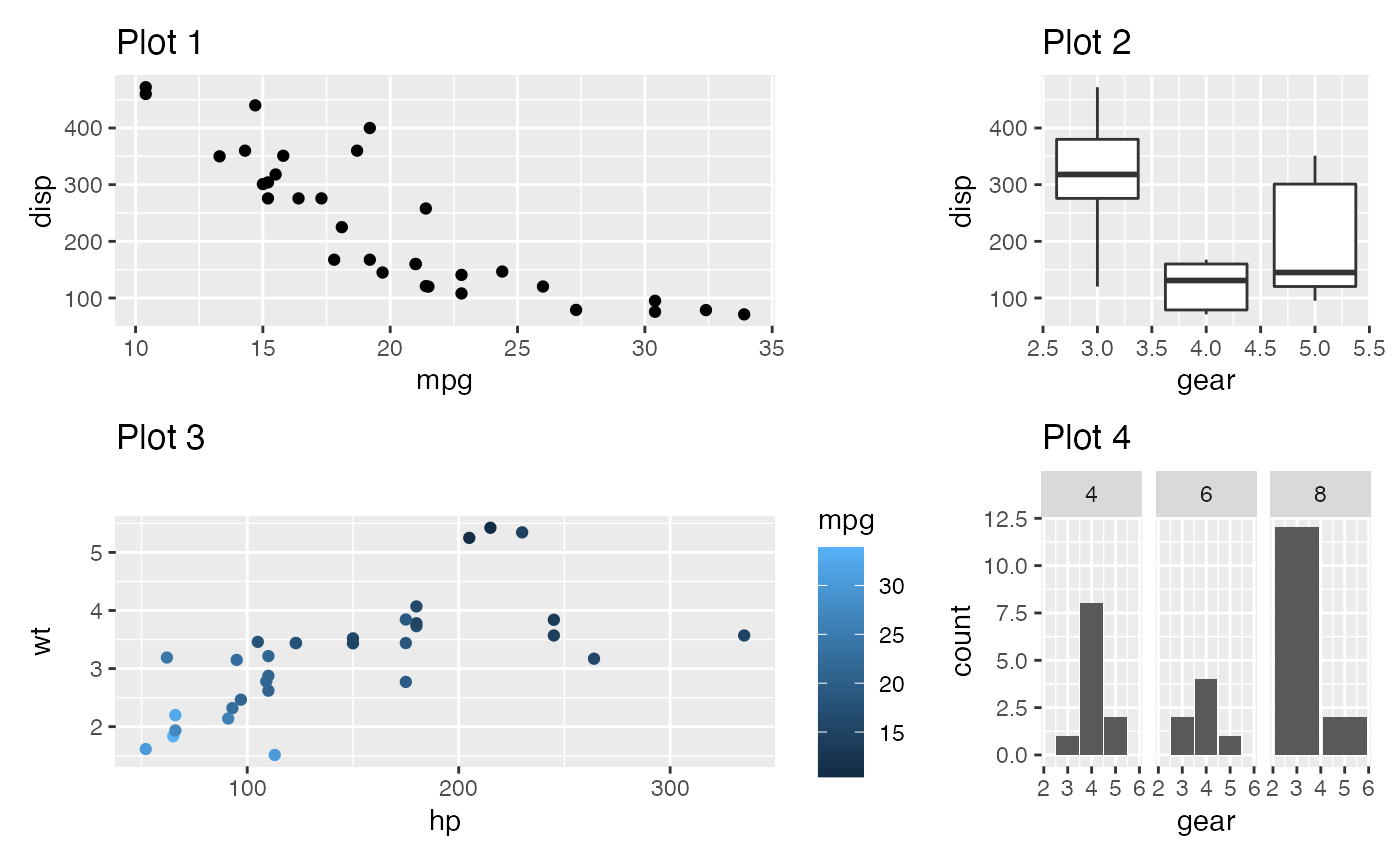 Plot 1
disp
400
300
200
100
10 15 20 25 30 35
mpg
Plot 2
disp
400
300
200
100
2.5 3.0 3.5 4.0 4.5 5.0 5.5
gear
Plot 3
wt
5
4
3
2
100 200 300
hp
mpg
30
25
20
15
Plot 4
4 6 8
count
12.5
10.0
7.5
5.0
2.5
0.0
2 3 4 5 6 2 3 4 5 6 2 3 4 5 6
gear